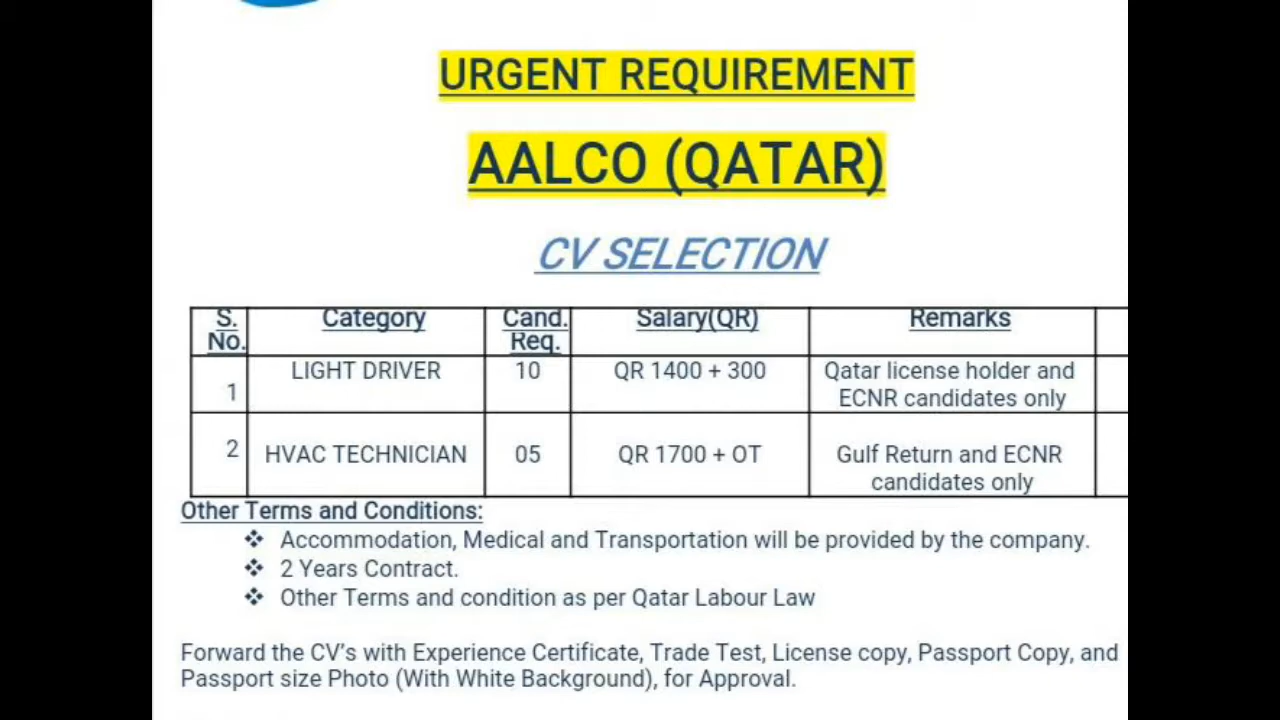 URGENT REQUIREMENT
AALCO (QATAR)
CV SELECTION
S. No. Category Cand. Req. Salary(QR) Remarks
1 LIGHT DRIVER 10 QR 1400 + 300 Qatar license holder and ECNR candidates only
2 HVAC TECHNICIAN 05 QR 1700 + OT Gulf Return and ECNR candidates only
Other Terms and Conditions:
❖ Accommodation, Medical and Transportation will be provided by the company.
❖ 2 Years Contract.
❖ Other Terms and condition as per Qatar Labour Law
Forward the CV's with Experience Certificate, Trade Test, License copy, Passport Copy, and
Passport size Photo (With White Background), for Approval.